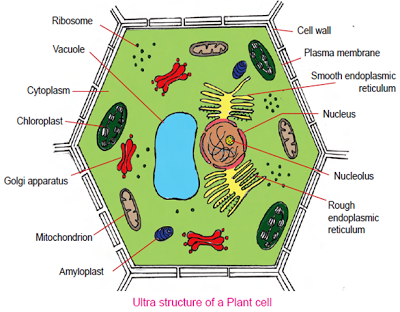 Ribosome
Vacuole
Cytoplasm
Chloroplast
Golgi apparatus
Mitochondrion
Amyloplast
Cell wall
Plasma membrane
Smooth endoplasmic
reticulum
Nucleus
Nucleolus
Rough
endoplasmic
reticulum
Ultra structure of a Plant cell